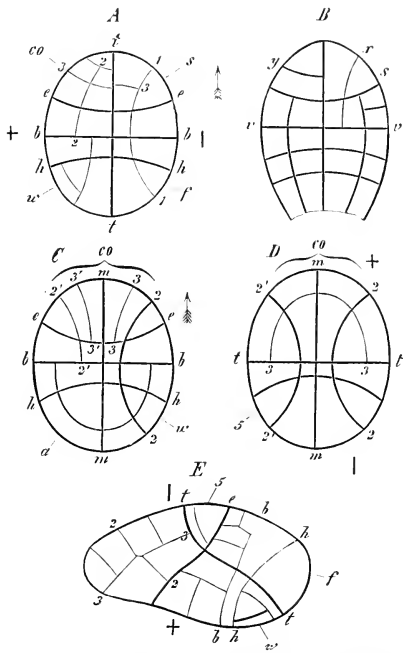 A B
t
co 3 2 1 s
3
e e
+ b b |
2
h h
w f
1
t
y r
s
v v
C co D co +
m m
2' 3' 3 2 2' 2
e e
3' 3
b 2' b t 3 3 t
h h
w 5
a 2 2' 2
m m |
E
| t 5 e b
2 h
3
2 f
3
+ b h w t